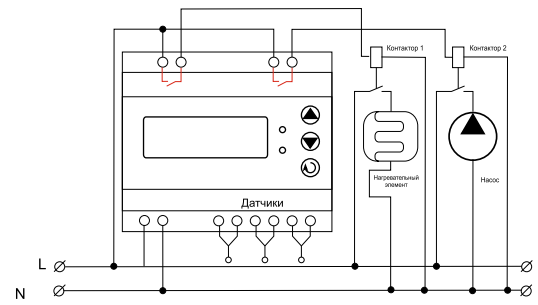 Контактор 1
Контактор 2
Нагревательный
элемент
Насос
Датчики
L
N